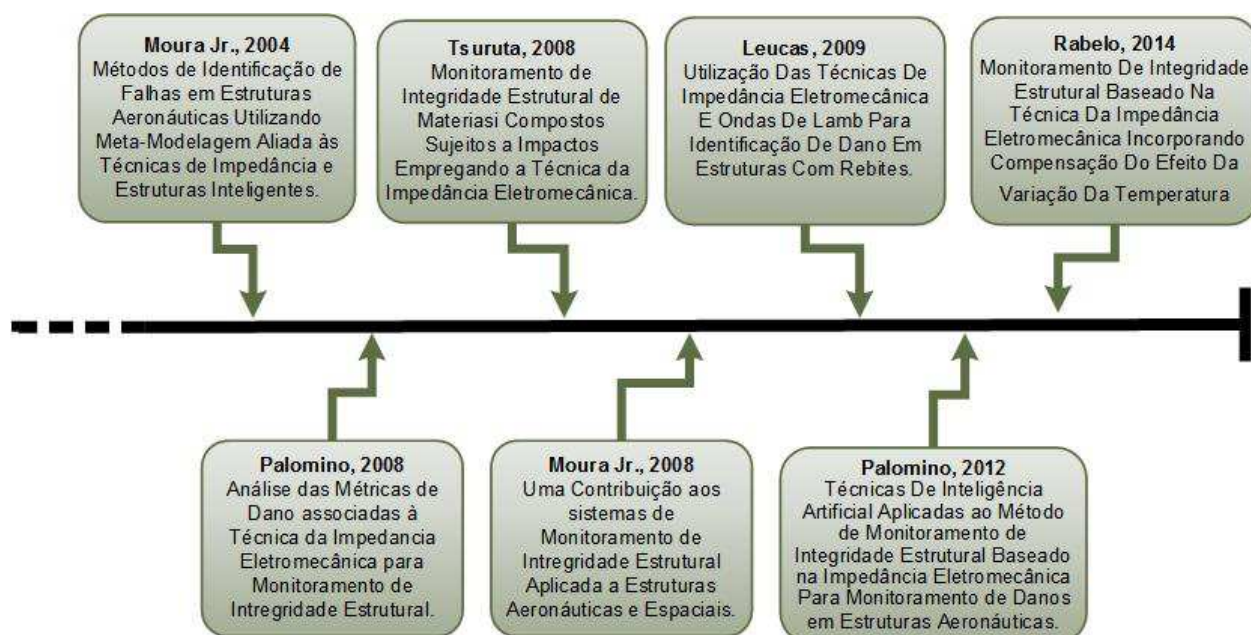 Moura Jr., 2004
Métodos de Identificação de
Falhas em Estruturas
Aeronáuticas Utilizando
Meta-Modelagem Aliada às
Técnicas de Impedância e
Estruturas Inteligentes.
Tsuruta, 2008
Monitoramento de
Integridade Estrutural de
Materiasi Compostos
Sujeitos a Impactos
Empregando a Técnica da
Impedância Eletromecânica.
Leucas, 2009
Utilização Das Técnicas De
Impedância Eletromecânica
E Ondas De Lamb Para
Identificação De Dano Em
Estruturas Com Rebites.
Rabelo, 2014
Monitoramento De Integridade
Estrutural Baseado Na
Técnica Da Impedância
Eletromecânica Incorporando
Compensação Do Efeito Da
Variação Da Temperatura
Palomino, 2008
Análise das Métricas de
Dano associadas à
Técnica da Impedancia
Eletromecânica para
Monitoramento de
Intregridade Estrutural.
Moura Jr., 2008
Uma Contribuição aos
sistemas de
Monitoramento de
Intregridade Estrutural
Aplicada a Estruturas
Aeronáuticas e Espaciais.
Palomino, 2012
Técnicas De Inteligência
Artificial Aplicadas ao Método
de Monitoramento de
Integridade Estrutural Baseado
na Impedância Eletromecânica
Para Monitoramento de Danos
em Estruturas Aeronáuticas.